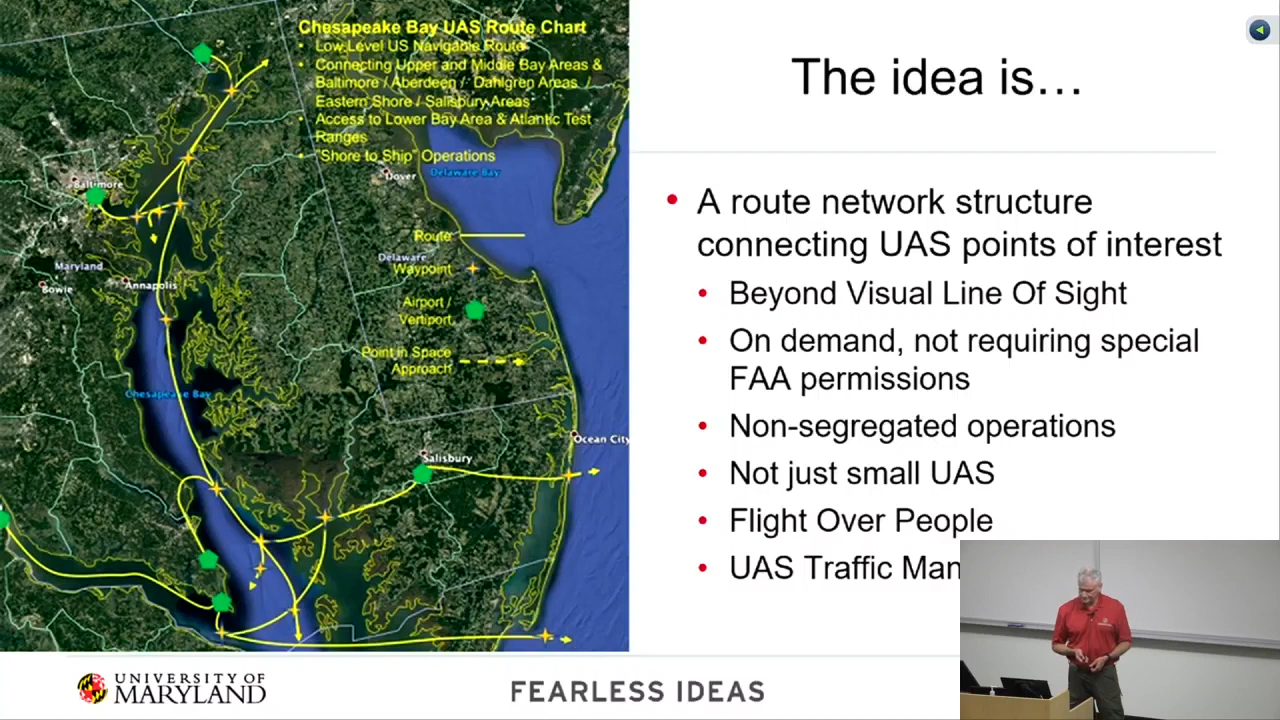 Chesapeake Bay UAS Route Chart
• Low Level US Navigable Route
• Connecting Upper and Middle Bay Areas &
Baltimore / Aberdeen / Dahlgren Areas
Eastern Shore / Salisbury Areas
• Access to Lower Bay Area & Atlantic Test
Ranges
• "Shore to Ship" Operations
Baltimore
Dover
Delaware Bay
Route
Delaware
Waypoint
Maryland
Annapolis
Bowie
Airport /
Vertiport
Point in Space
Approach
Chesapeake Bay
Ocean City
Salisbury
The idea is…
• A route network structure
connecting UAS points of interest
• Beyond Visual Line Of Sight
• On demand, not requiring special
FAA permissions
• Non-segregated operations
• Not just small UAS
• Flight Over People
• UAS Traffic Man
UNIVERSITY OF
MARYLAND
FEARLESS IDEAS